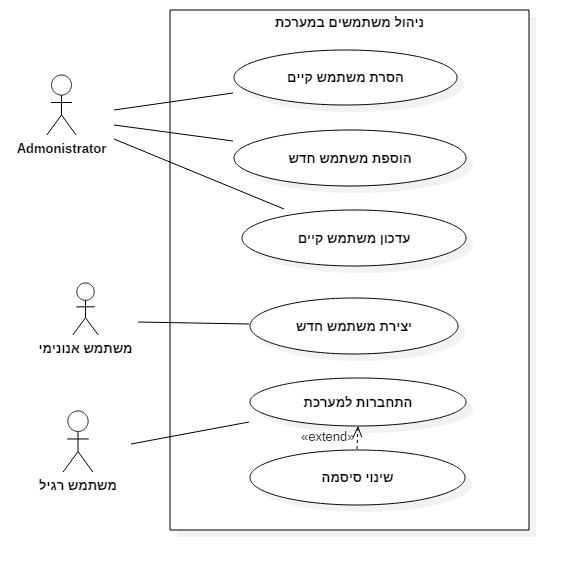 ניהול משתמשים במערכת
הסרת משתמש קיים
Admonistrator
הוספת משתמש חדש
עדכון משתמש קיים
יצירת משתמש חדש
משתמש אנונימי
התחברות למערכת
«extend»
שינוי סיסמה
משתמש רגיל